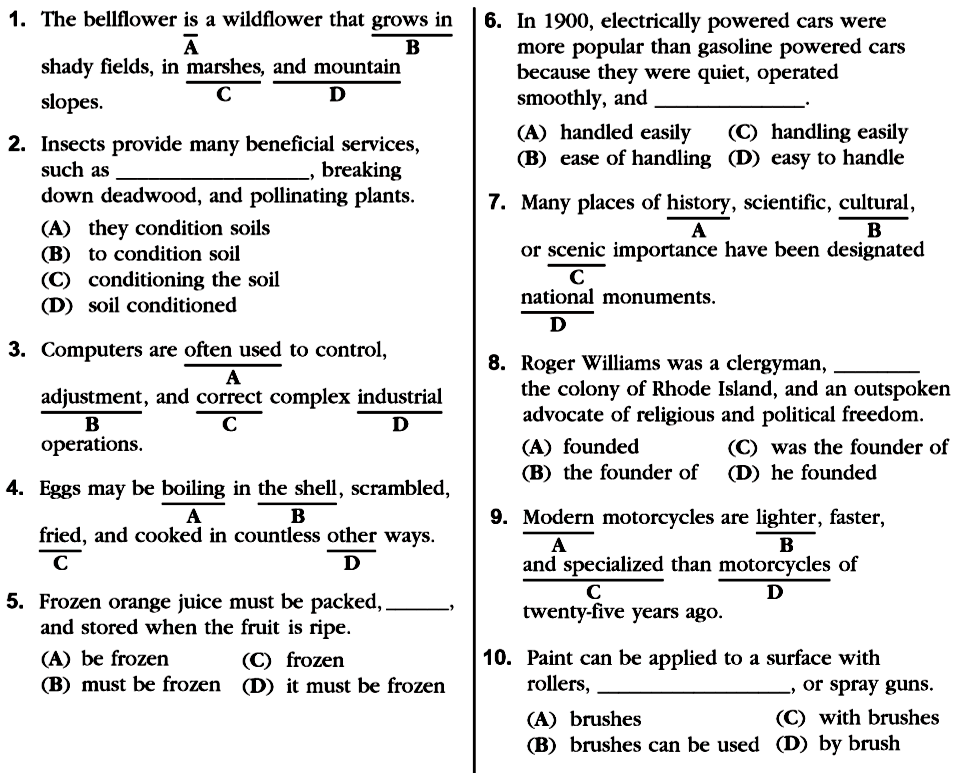 1. The bellflower is a wildflower that grows in
A B
shady fields, in marshes, and mountain
C D
slopes.
2. Insects provide many beneficial services,
such as ________________, breaking
down deadwood, and pollinating plants.
(A) they condition soils
(B) to condition soil
(C) conditioning the soil
(D) soil conditioned
3. Computers are often used to control,
A
adjustment, and correct complex industrial
B C D
operations.
4. Eggs may be boiling in the shell, scrambled,
A B
fried, and cooked in countless other ways.
C D
5. Frozen orange juice must be packed, ______,
and stored when the fruit is ripe.
(A) be frozen (C) frozen
(B) must be frozen (D) it must be frozen
6. In 1900, electrically powered cars were
more popular than gasoline powered cars
because they were quiet, operated
smoothly, and ______________.
(A) handled easily (C) handling easily
(B) ease of handling (D) easy to handle
7. Many places of history, scientific, cultural,
A B
or scenic importance have been designated
C
national monuments.
D
8. Roger Williams was a clergyman, ________
the colony of Rhode Island, and an outspoken
advocate of religious and political freedom.
(A) founded (C) was the founder of
(B) the founder of (D) he founded
9. Modern motorcycles are lighter, faster,
A B
and specialized than motorcycles of
C D
twenty-five years ago.
10. Paint can be applied to a surface with
rollers, __________________, or spray guns.
(A) brushes (C) with brushes
(B) brushes can be used (D) by brush